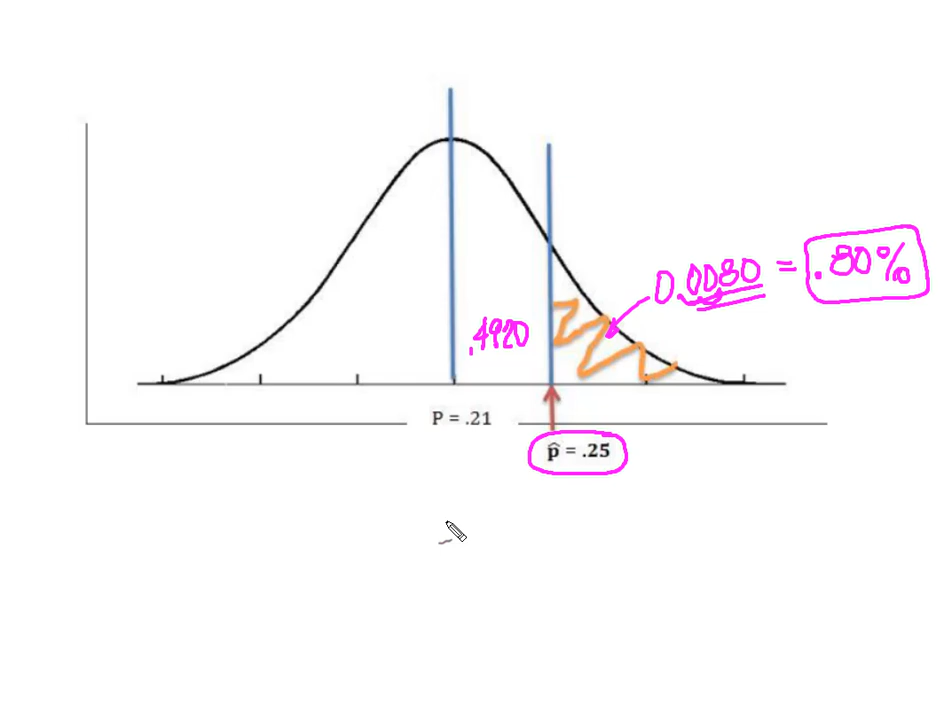 0.0080 = .80%
.4920
P = .21
p̂ = .25